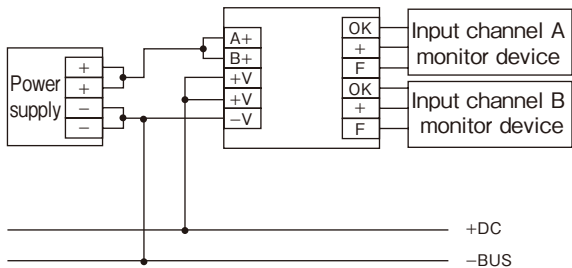 Power
supply
+
+
−
−
A+
B+
+V
+V
−V
OK
+
F
OK
+
F
Input channel A
monitor device
Input channel B
monitor device
+DC
−BUS